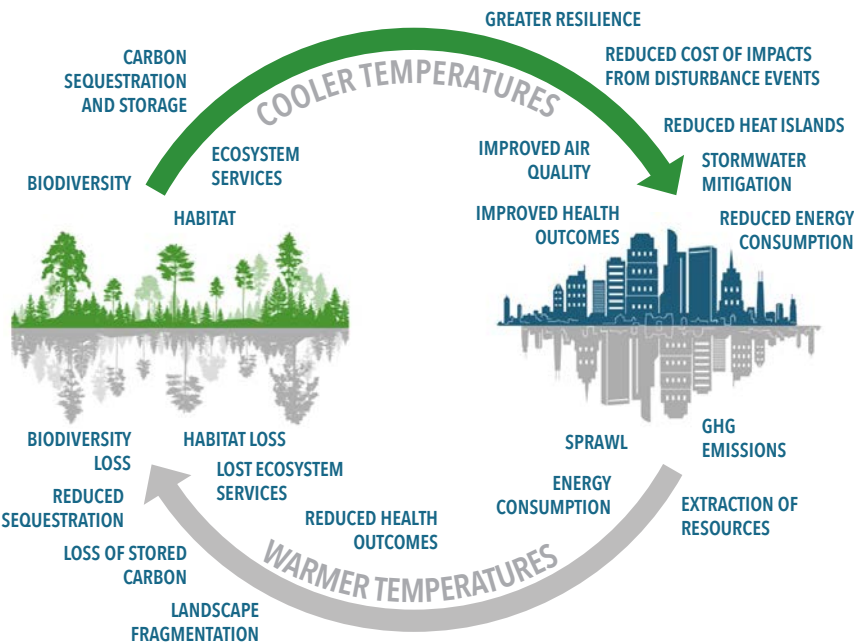 GREATER RESILIENCE
CARBON
SEQUESTRATION
AND STORAGE
REDUCED COST OF IMPACTS
FROM DISTURBANCE EVENTS
COOLER TEMPERATURES
REDUCED HEAT ISLANDS
ECOSYSTEM
SERVICES
IMPROVED AIR
QUALITY
STORMWATER
MITIGATION
BIODIVERSITY
HABITAT
IMPROVED HEALTH
OUTCOMES
REDUCED ENERGY
CONSUMPTION
BIODIVERSITY
LOSS
HABITAT LOSS
SPRAWL
GHG
EMISSIONS
LOST ECOSYSTEM
SERVICES
ENERGY
CONSUMPTION
REDUCED
SEQUESTRATION
EXTRACTION OF
RESOURCES
REDUCED HEALTH
OUTCOMES
LOSS OF STORED
CARBON
WARMER TEMPERATURES
LANDSCAPE
FRAGMENTATION